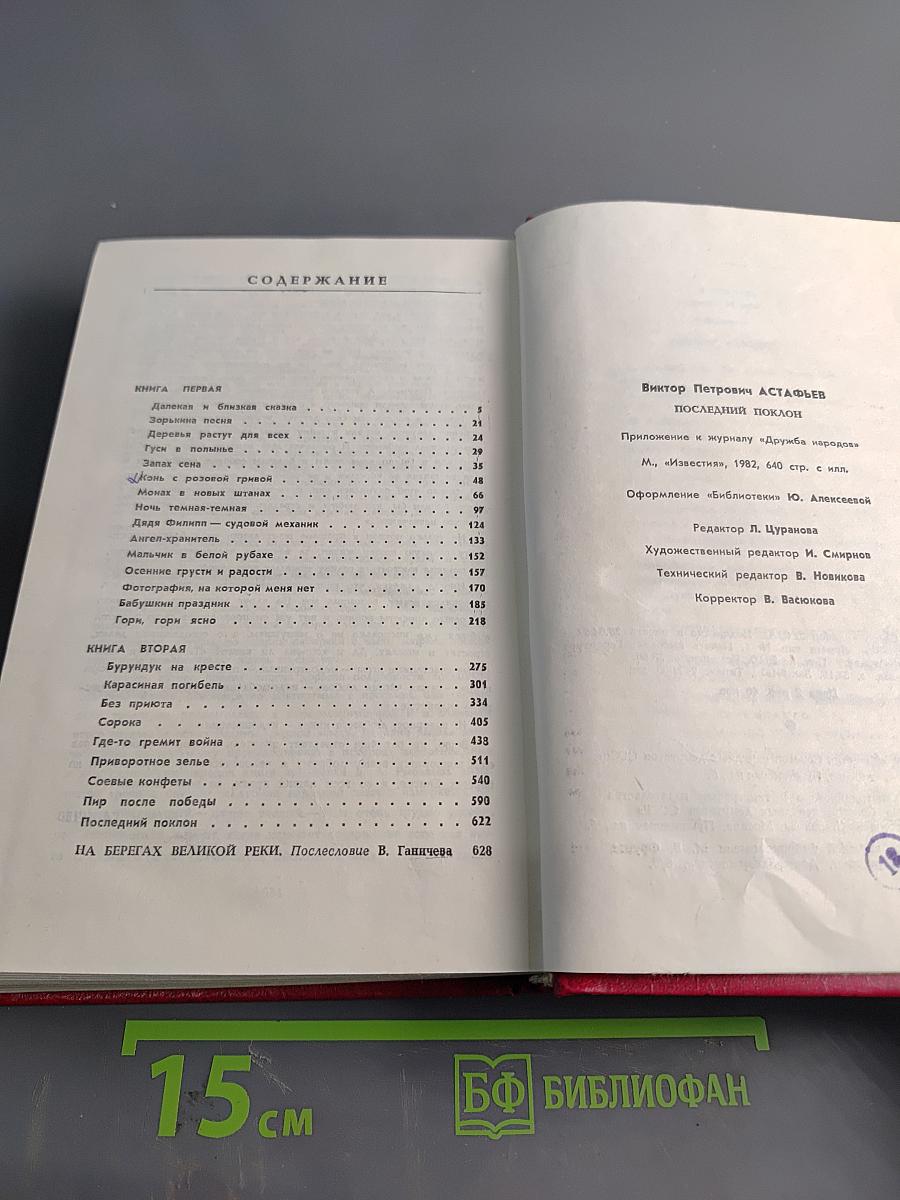 СОДЕРЖАНИЕ
КНИГА ПЕРВАЯ
Далекая и близкая сказка . . . . . . . . . . . . . 5
Зорькина песня . . . . . . . . . . . . . . . . . . 21
Деревья растут для всех . . . . . . . . . . . . . . 24
Гуси в полынье . . . . . . . . . . . . . . . . . . 29
Запах сена . . . . . . . . . . . . . . . . . . . . 35
Конь с розовой гривой . . . . . . . . . . . . . . . 48
Монах в новых штанах . . . . . . . . . . . . . . . 66
Ночь темная-темная . . . . . . . . . . . . . . . . 97
Дядя Филипп — судовой механик . . . . . . . . . . 124
Ангел-хранитель . . . . . . . . . . . . . . . . . . 133
Мальчик в белой рубахе . . . . . . . . . . . . . . 152
Осенние грусти и радости . . . . . . . . . . . . . 157
Фотография, на которой меня нет . . . . . . . . . . 170
Бабушкин праздник . . . . . . . . . . . . . . . . . 185
Гори, гори ясно . . . . . . . . . . . . . . . . . . 218
КНИГА ВТОРАЯ
Бурундук на кресте . . . . . . . . . . . . . . . . 275
Карасиная погибель . . . . . . . . . . . . . . . . 301
Без приюта . . . . . . . . . . . . . . . . . . . . 334
Сорока . . . . . . . . . . . . . . . . . . . . . . 405
Где-то гремит война . . . . . . . . . . . . . . . . 438
Приворотное зелье . . . . . . . . . . . . . . . . . 511
Соевые конфеты . . . . . . . . . . . . . . . . . . 540
Пир после победы . . . . . . . . . . . . . . . . . 590
Последний поклон . . . . . . . . . . . . . . . . . 622
НА БЕРЕГАХ ВЕЛИКОЙ РЕКИ. Послесловие В. Ганичева 628
Виктор Петрович АСТАФЬЕВ
ПОСЛЕДНИЙ ПОКЛОН
Приложение к журналу «Дружба народов»
М., «Известия», 1982, 640 стр. с илл.
Оформление «Библиотеки» Ю. Алексеевой
Редактор Л. Цуранова
Художественный редактор И. Смирнов
Технический редактор В. Новикова
Корректор В. Васюкова
15 см
БФ БИБЛИОФАН